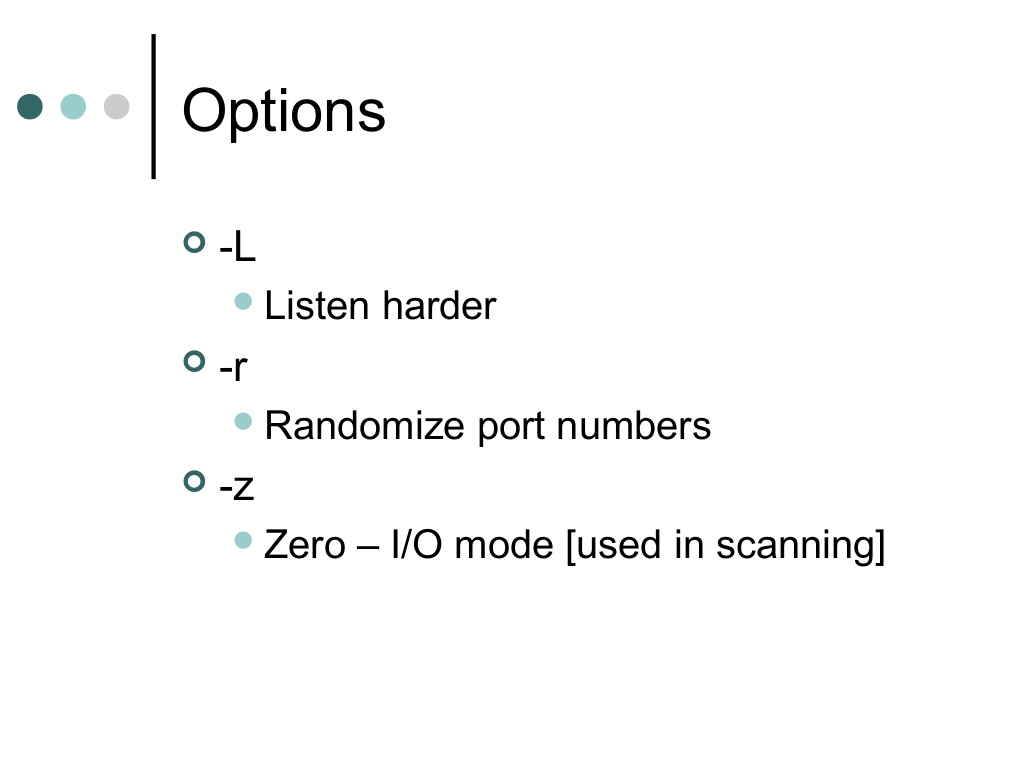 Options
-L
Listen harder
-r
Randomize port numbers
-z
Zero – I/O mode [used in scanning]